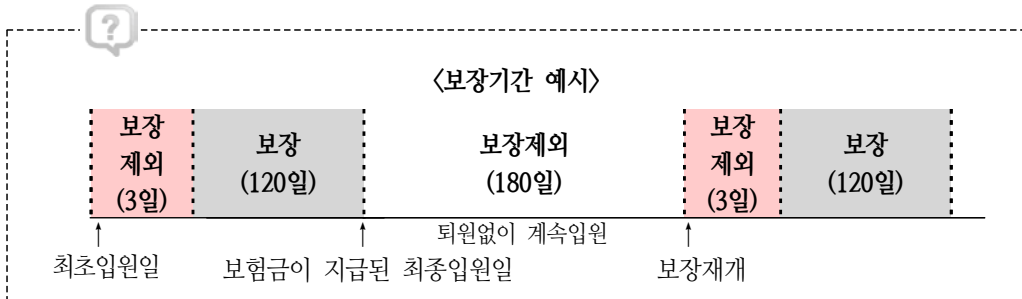 ?
〈보장기간 예시〉
보장
제외
(3일)
보장
(120일)
보장제외
(180일)
보장
제외
(3일)
보장
(120일)
퇴원없이 계속입원
최초입원일
보험금이 지급된 최종입원일
보장재개